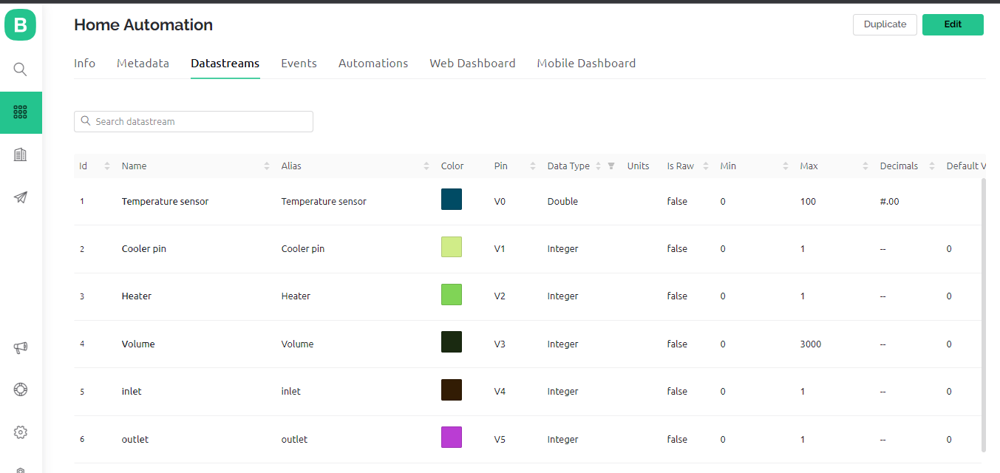 B
Home Automation
Duplicate
Edit
Info Metadata Datastreams Events Automations Web Dashboard Mobile Dashboard
Search datastream
Id Name Alias Color Pin Data Type Units Is Raw Min Max Decimals Default V
1 Temperature sensor Temperature sensor V0 Double false 0 100 #.00
2 Cooler pin Cooler pin V1 Integer false 0 1 -- 0
3 Heater Heater V2 Integer false 0 1 -- 0
4 Volume Volume V3 Integer false 0 3000 -- 0
5 inlet inlet V4 Integer false 0 1 -- 0
6 outlet outlet V5 Integer false 0 1 -- 0